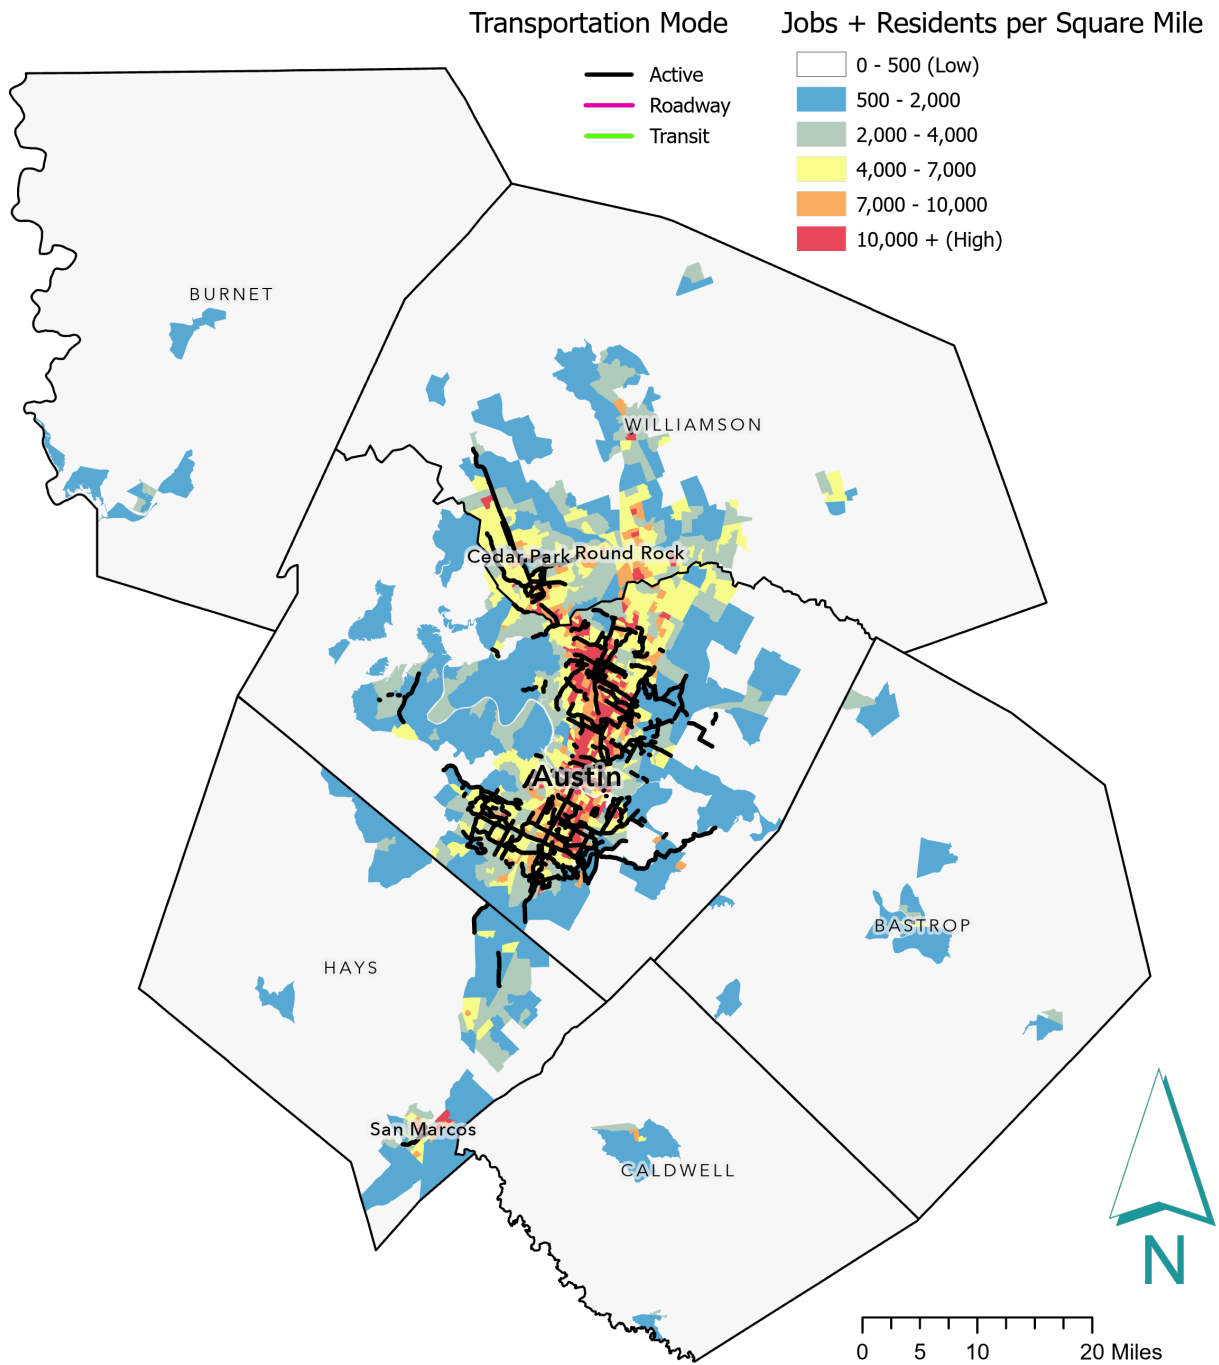 Transportation Mode
Active
Roadway
Transit
Jobs + Residents per Square Mile
0 - 500 (Low)
500 - 2,000
2,000 - 4,000
4,000 - 7,000
7,000 - 10,000
10,000 + (High)
BURNET
WILLIAMSON
Cedar Park
Round Rock
Austin
BASTROP
HAYS
San Marcos
CALDWELL
N
0 5 10 20 Miles